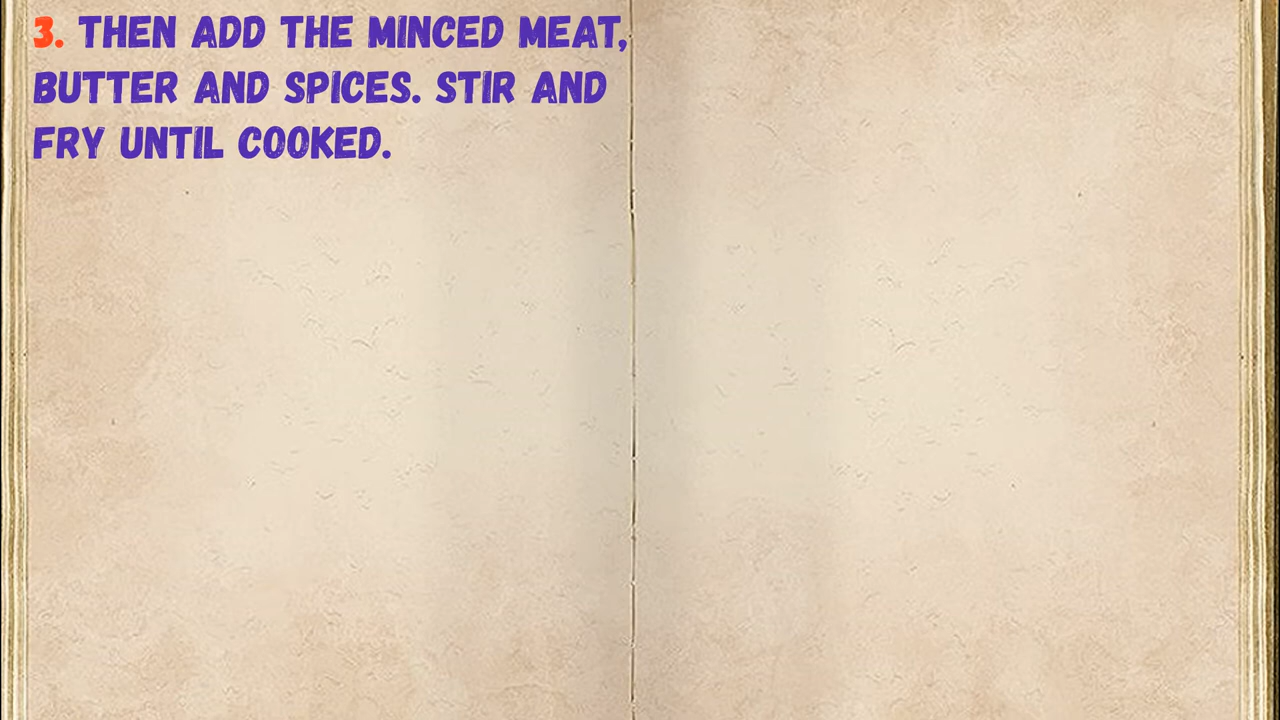 3. THEN ADD THE MINCED MEAT,
BUTTER AND SPICES. STIR AND
FRY UNTIL COOKED.